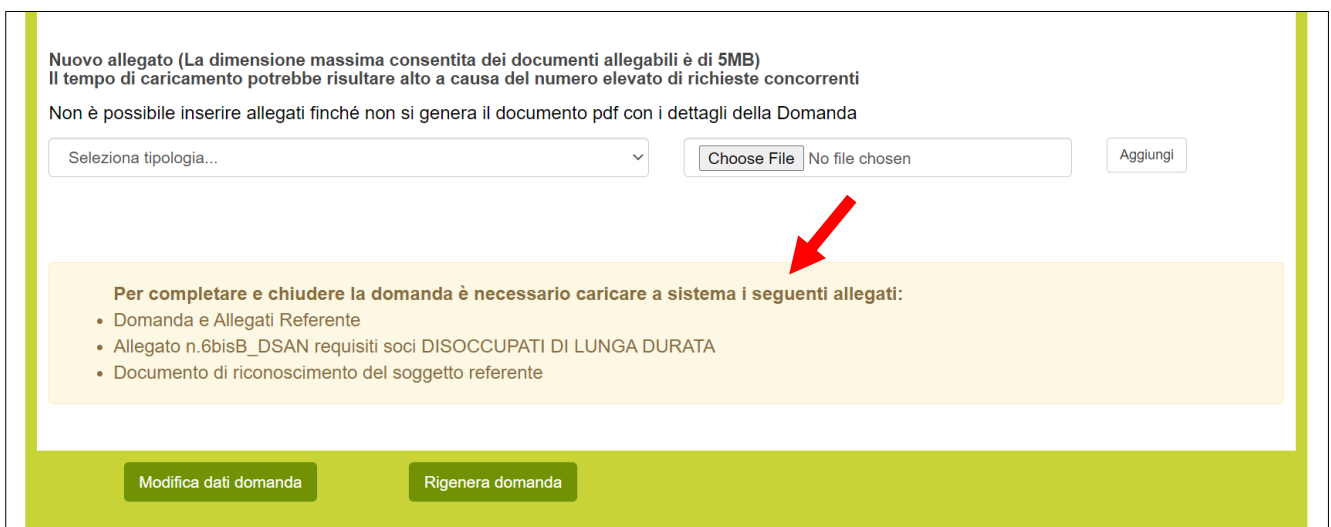 Nuovo allegato (La dimensione massima consentita dei documenti allegabili è di 5MB)
Il tempo di caricamento potrebbe risultare alto a causa del numero elevato di richieste concorrenti
Non è possibile inserire allegati finché non si genera il documento pdf con i dettagli della Domanda
Seleziona tipologia... Choose File No file chosen Aggiungi
Per completare e chiudere la domanda è necessario caricare a sistema i seguenti allegati:
• Domanda e Allegati Referente
• Allegato n.6bisB_DSAN requisiti soci DISOCCUPATI DI LUNGA DURATA
• Documento di riconoscimento del soggetto referente
Modifica dati domanda Rigenera domanda